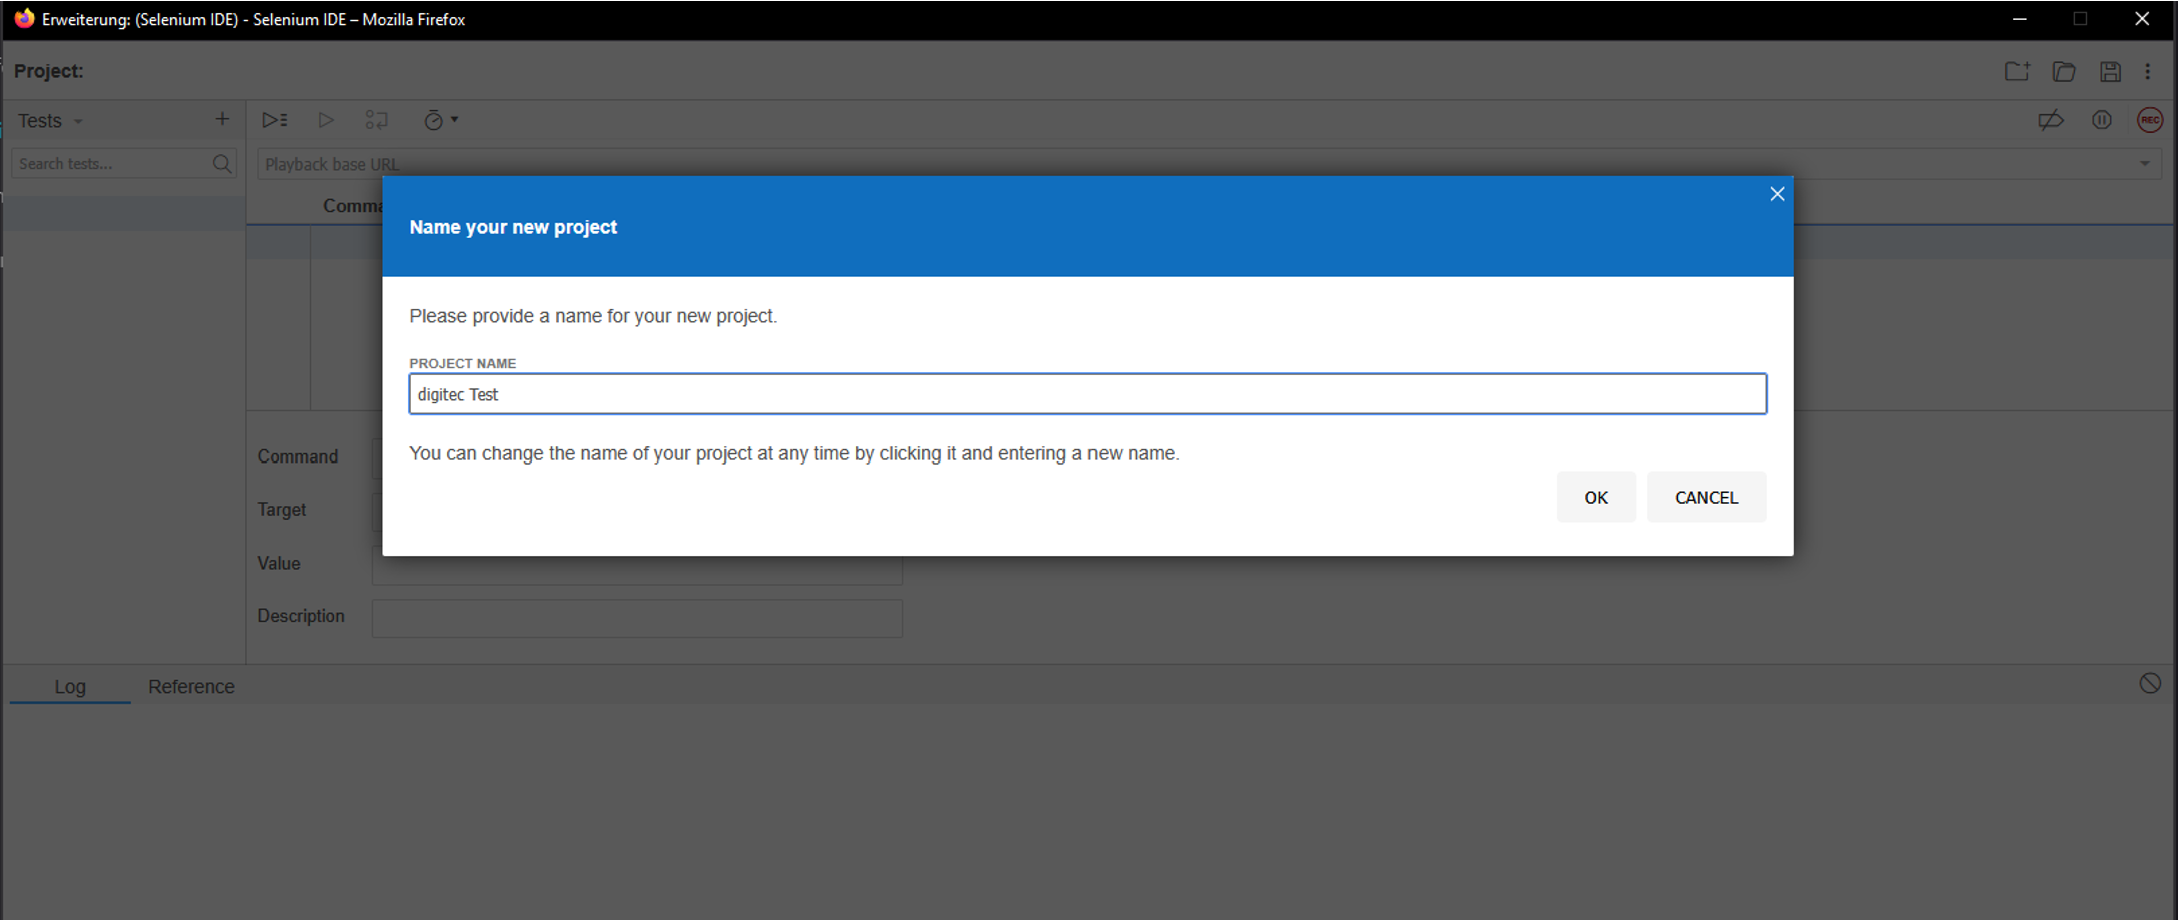 Erweiterung: (Selenium IDE) - Selenium IDE – Mozilla Firefox
Project:
Tests
REC
Search tests...
Playback base URL
Comma
Name your new project
Please provide a name for your new project.
PROJECT NAME
digitec Test
You can change the name of your project at any time by clicking it and entering a new name.
OK
CANCEL
Command
Target
Value
Description
Log
Reference